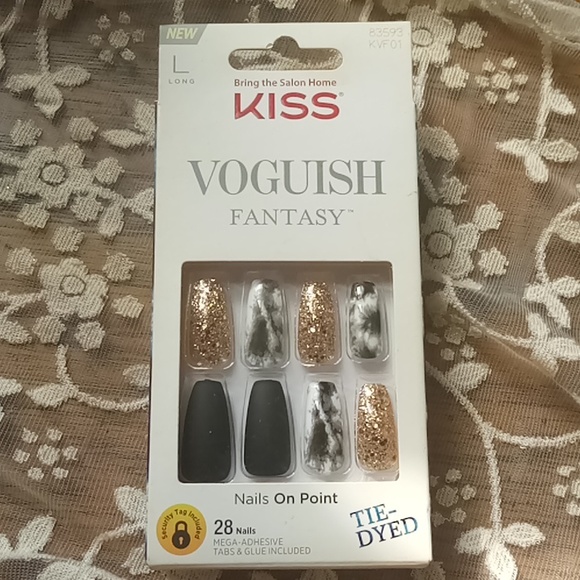 NEW
83593
KVF01
L
LONG
Bring the Salon Home
KISS®
VOGUISH
FANTASY™
Nails On Point
Security Tag Included
28 Nails
MEGA-ADHESIVE
TABS & GLUE INCLUDED
TIE-
DYED